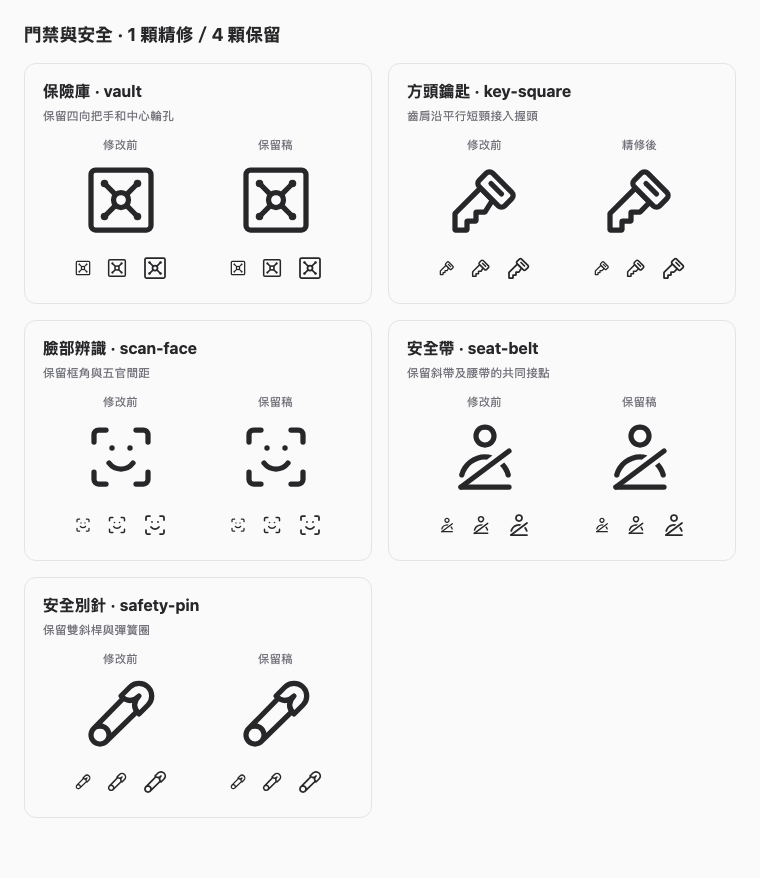 門禁與安全 · 1 顆精修 / 4 顆保留
保險庫 · vault
保留四向把手和中心輪孔
修改前
保留稿
方頭鑰匙 · key-square
齒肩沿平行短頸接入握頭
修改前
精修後
臉部辨識 · scan-face
保留框角與五官間距
修改前
保留稿
安全帶 · seat-belt
保留斜帶及腰帶的共同接點
修改前
保留稿
安全別針 · safety-pin
保留雙斜桿與彈簧圈
修改前
保留稿